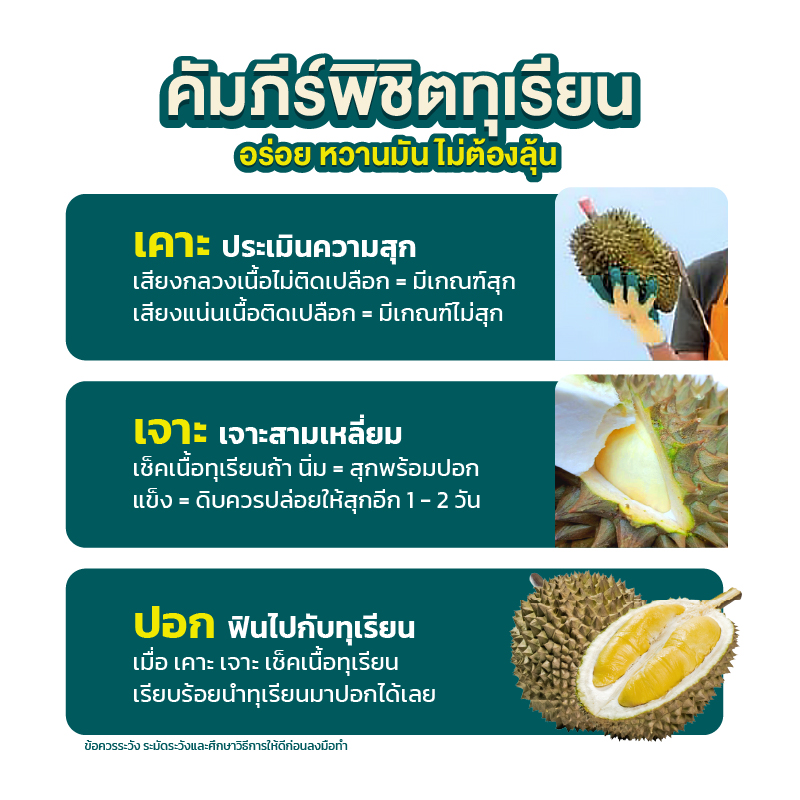 คัมภีร์พิชิตทุเรียน
อร่อย หวานมัน ไม่ต้องลุ้น
เคาะ ประเมินความสุก
เสียงกลวงเนื้อไม่ติดเปลือก = มีเกณฑ์สุก
เสียงแน่นเนื้อติดเปลือก = มีเกณฑ์ไม่สุก
เจาะ เจาะสามเหลี่ยม
เช็คเนื้อทุเรียนถ้า นิ่ม = สุกพร้อมปอก
แข็ง = ดิบควรปล่อยให้สุกอีก 1 - 2 วัน
ปอก ฟินไปกับทุเรียน
เมื่อ เคาะ เจาะ เช็คเนื้อทุเรียน
เรียบร้อยนำทุเรียนมาปอกได้เลย
ข้อควรระวัง ระมัดระวังและศึกษาวิธีการให้ดีก่อนลงมือทำ